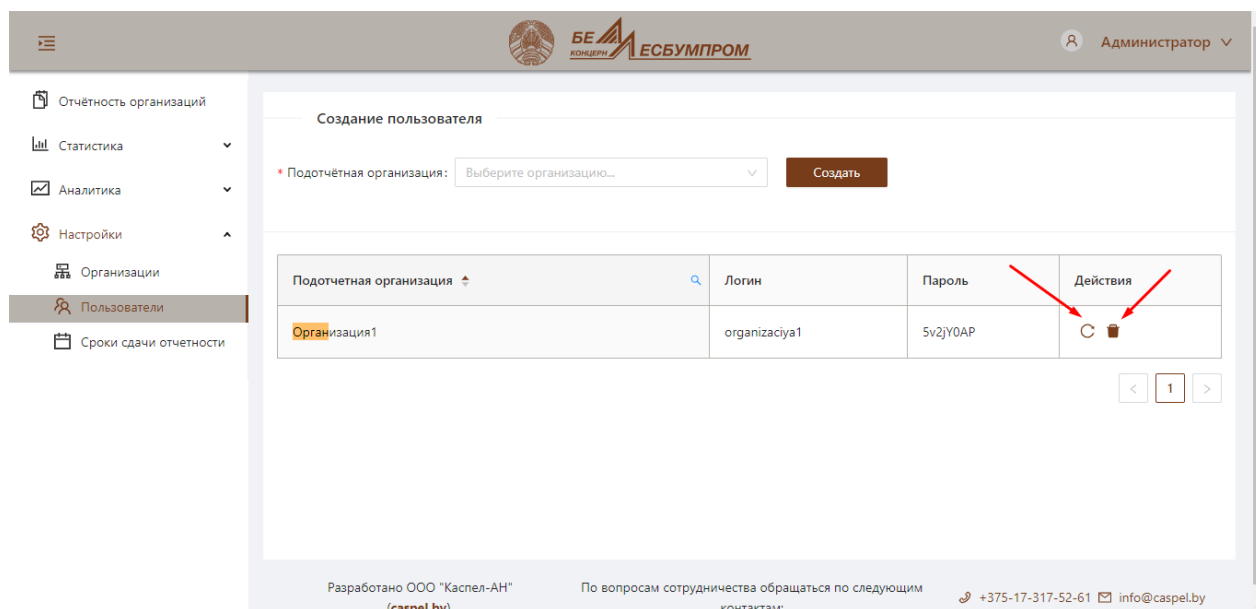 БЕЛЛЕСБУМПРОМ
КОНЦЕРН
Администратор
Отчётность организаций
Статистика
Аналитика
Настройки
Организации
Пользователи
Сроки сдачи отчетности
Создание пользователя
* Подотчётная организация: Выберите организацию... Создать
Подотчетная организация Логин Пароль Действия
Организация1 organizaciya1 5v2jY0AP
< 1 >
Разработано ООО "Каспел-АН"
(caspel.by)
По вопросам сотрудничества обращаться по следующим
контактам:
+375-17-317-52-61 info@caspel.by